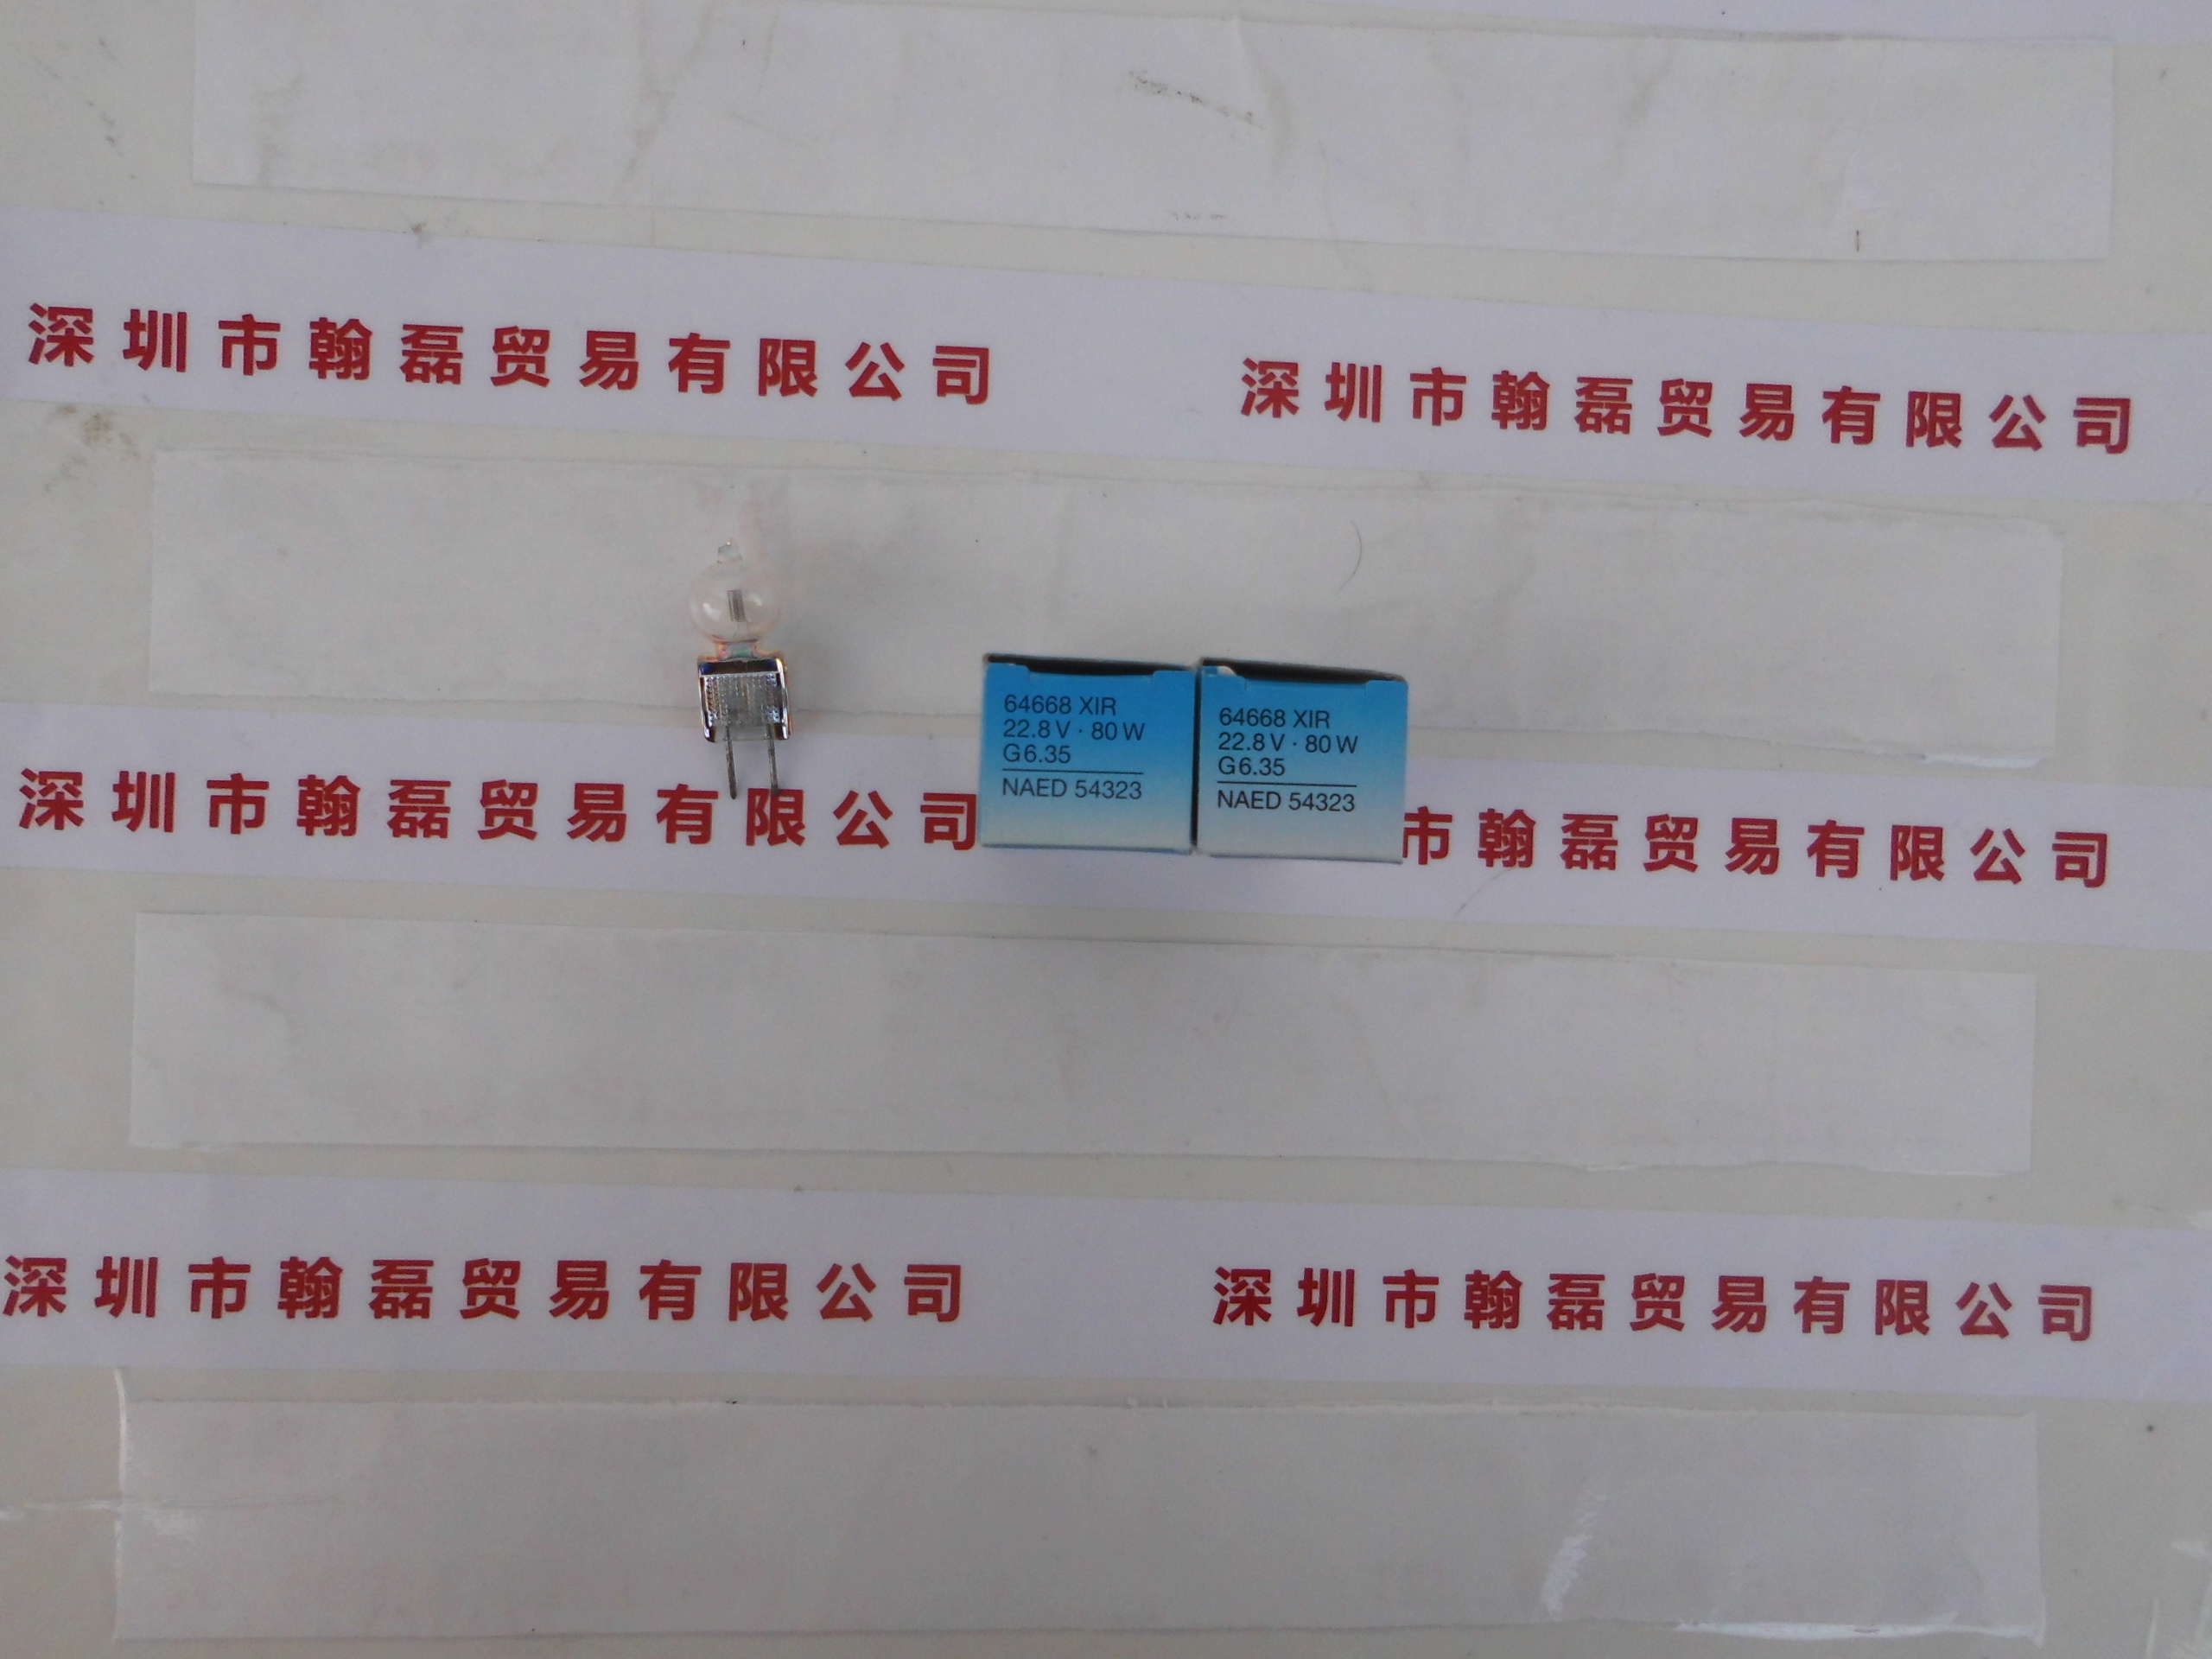 深圳市翰磊贸易有限公司 深圳市翰磊贸易有限公司
64668 XIR
22.8 V · 80 W
G6.35
NAED 54323
64668 XIR
22.8 V · 80 W
G6.35
NAED 54323
深圳市翰磊贸易有限公司 市翰磊贸易有限公司
深圳市翰磊贸易有限公司 深圳市翰磊贸易有限公司